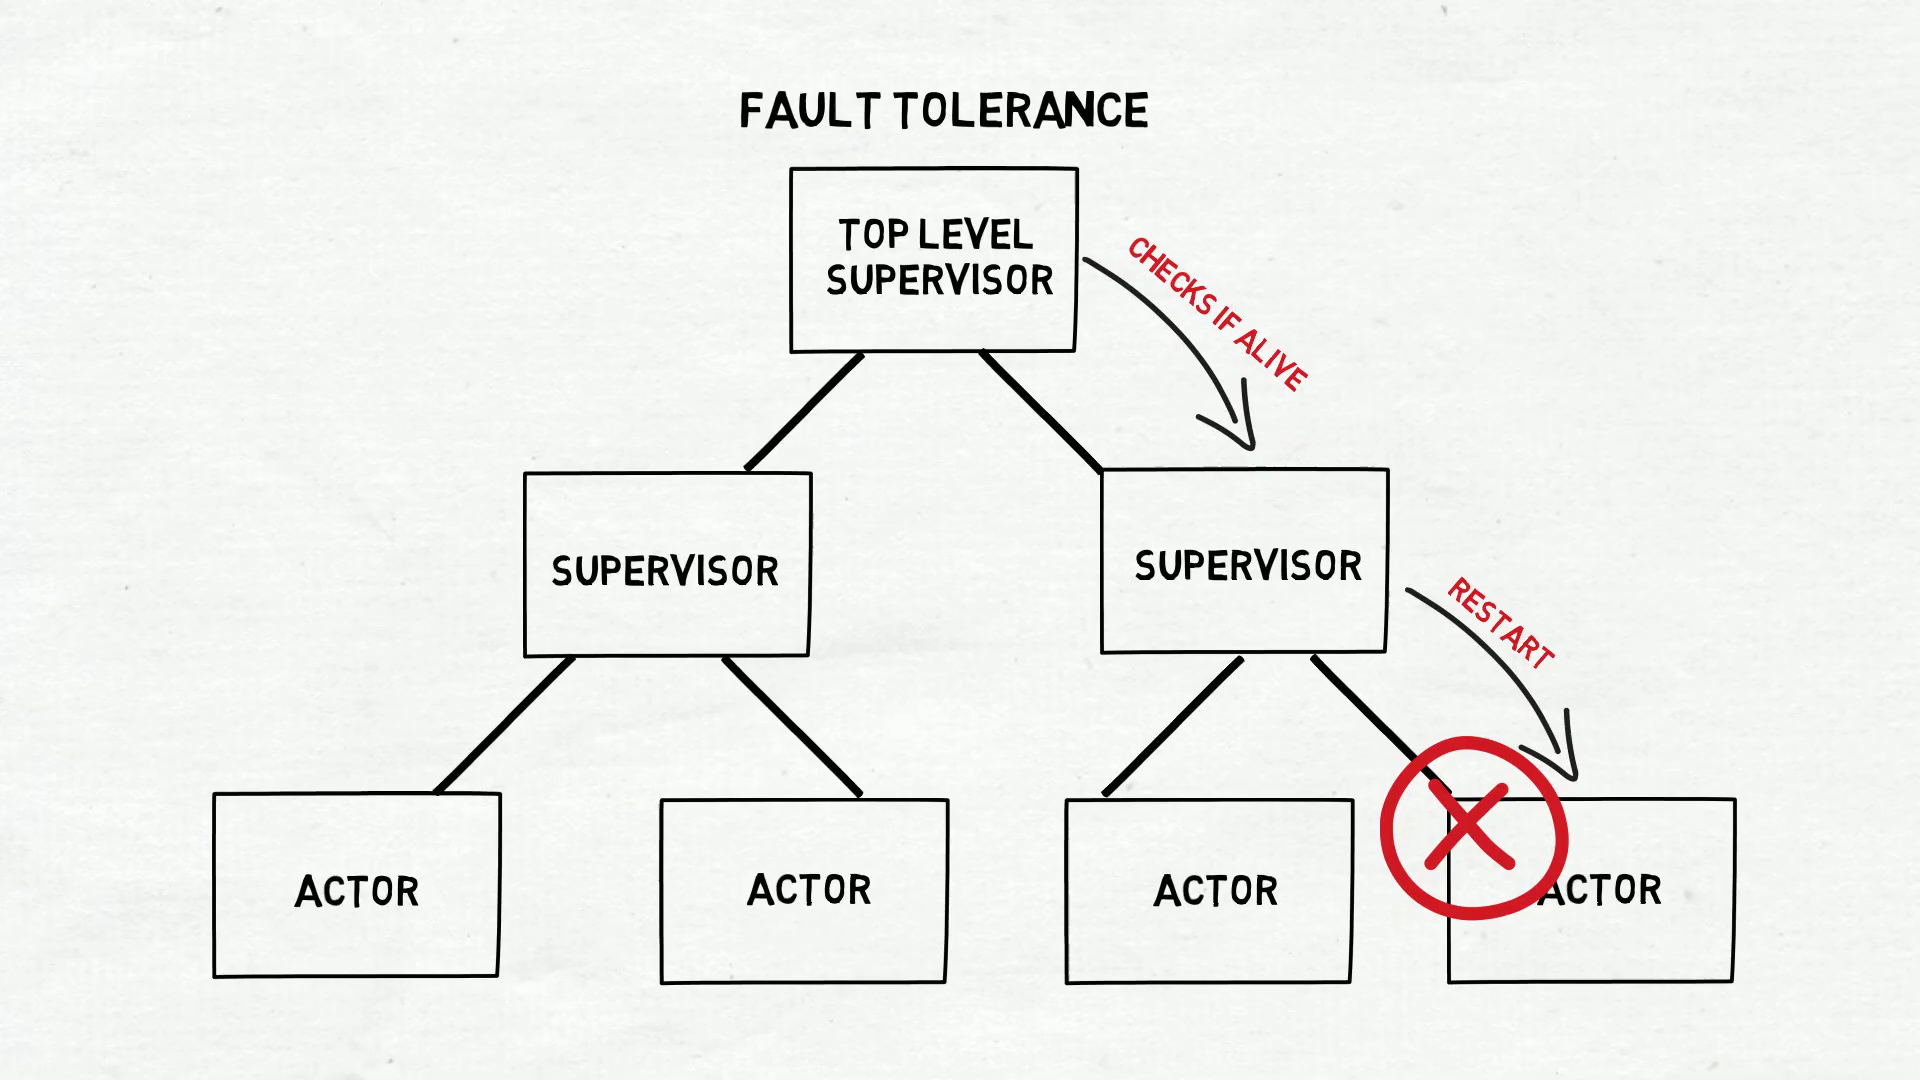 FAULT TOLERANCE
TOP LEVEL
SUPERVISOR
CHECKS IF ALIVE
SUPERVISOR
SUPERVISOR
RESTART
ACTOR
ACTOR
ACTOR
ACTOR